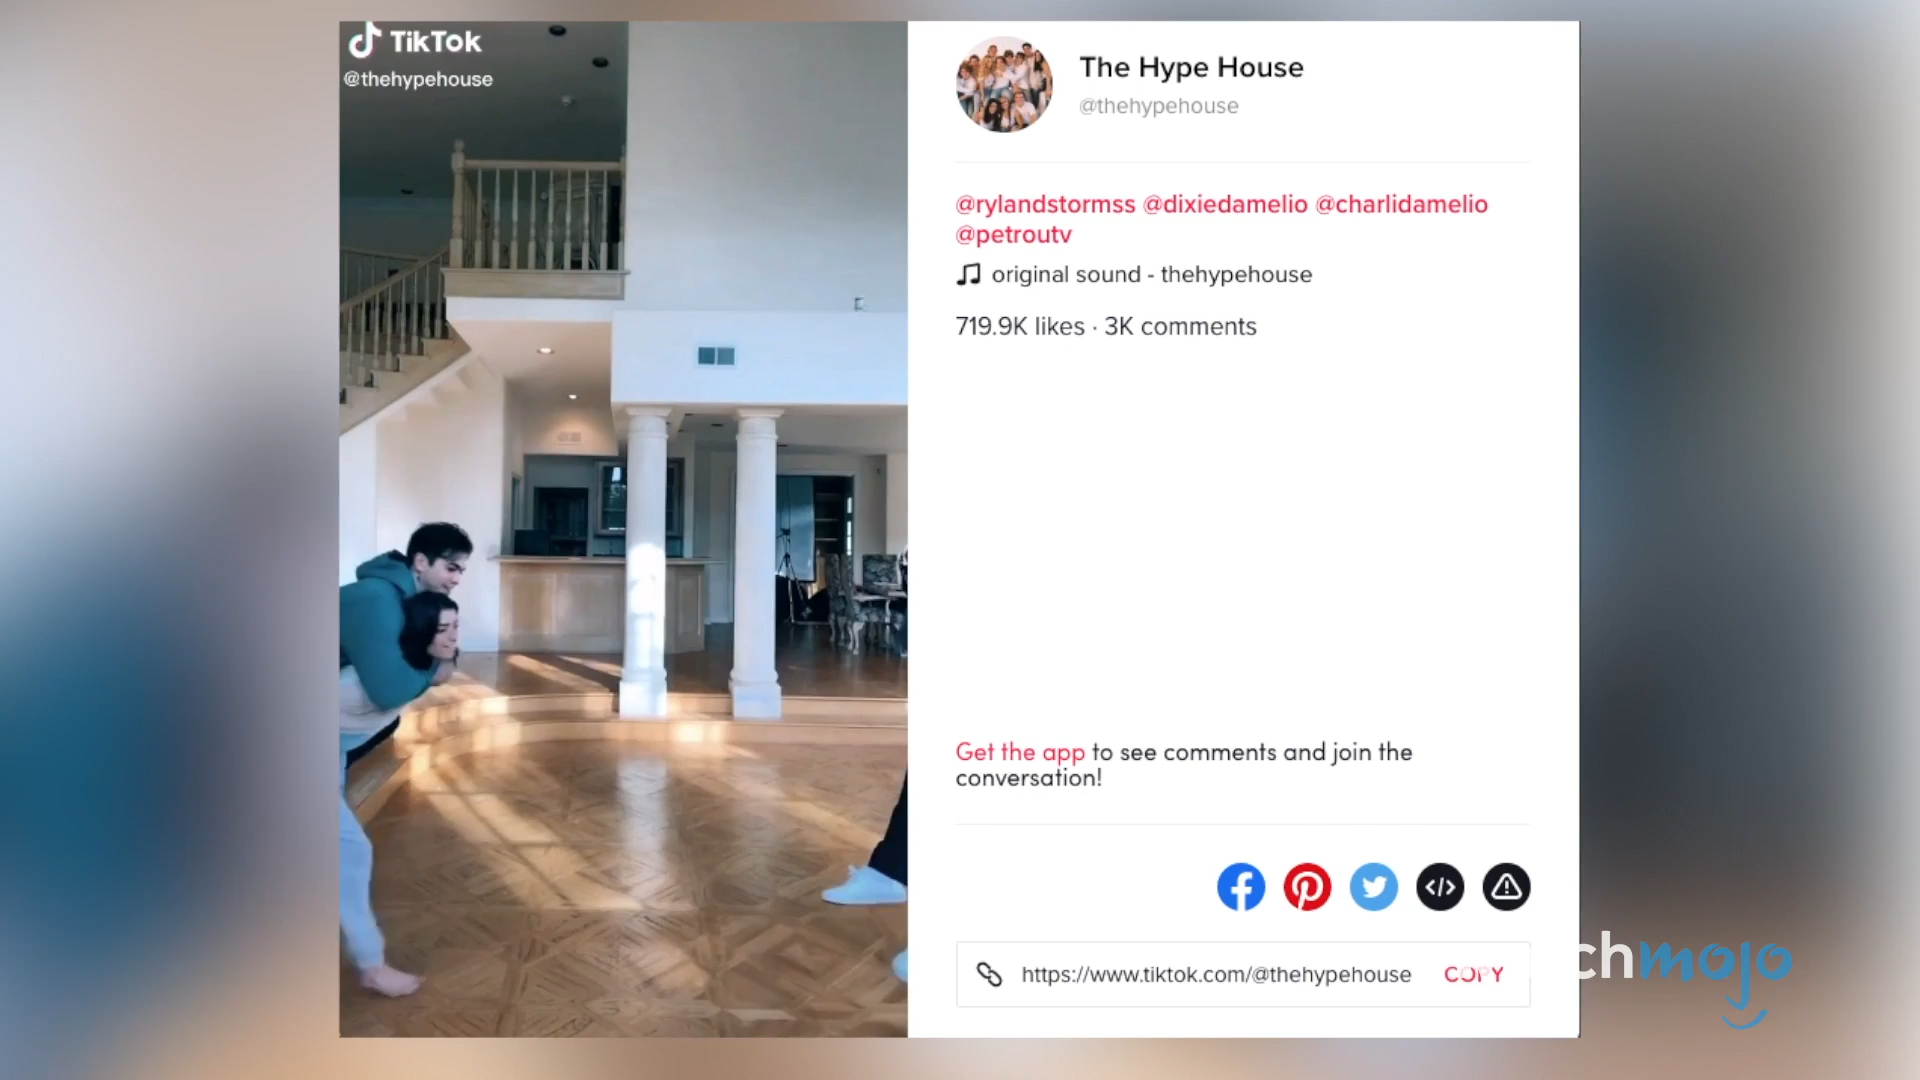 TikTok
@thehypehouse
The Hype House
@thehypehouse
@rylandstormss @dixiedamelio @charlidamelio
@petroutv
original sound - thehypehouse
719.9K likes · 3K comments
Get the app to see comments and join the
conversation!
https://www.tiktok.com/@thehypehouse COPY
chmojo